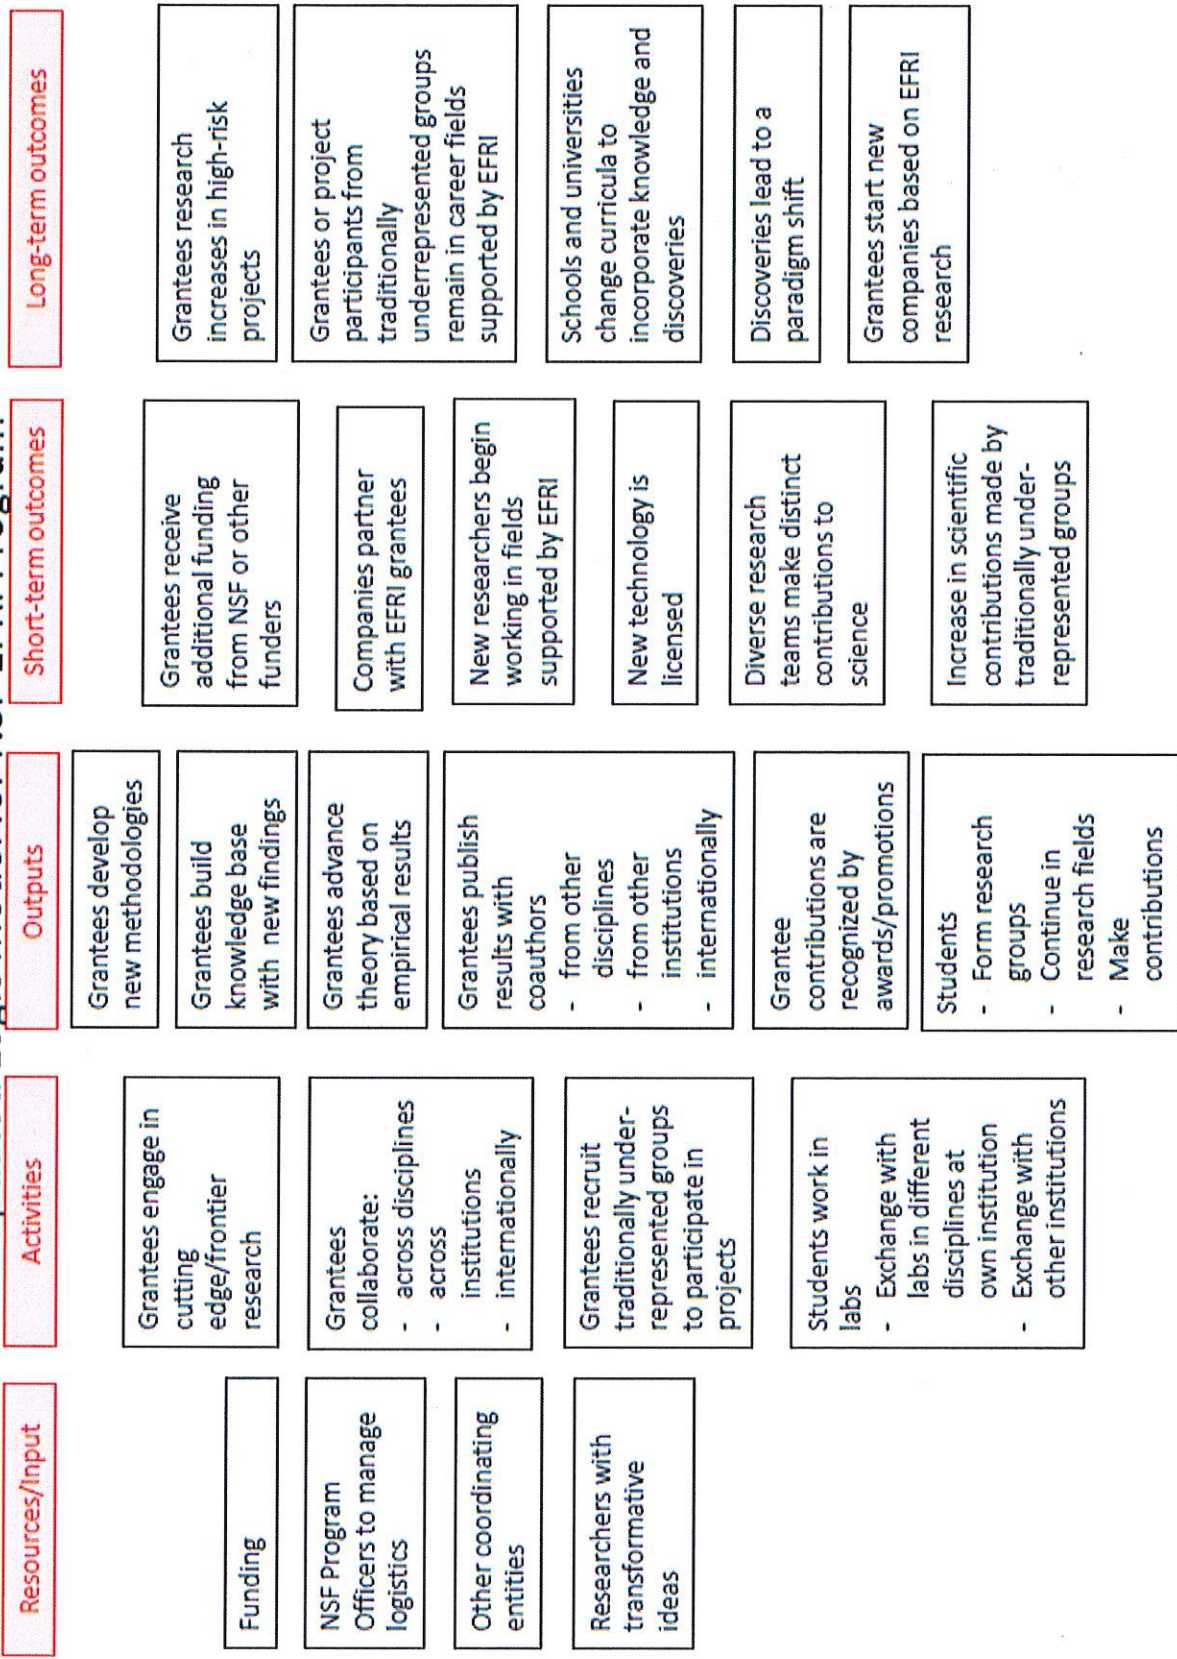 Resources/Input
Funding
NSF Program
Officers to manage
logistics
Other coordinating
entities
Researchers with
transformative
ideas
Activities
Grantees engage in
cutting
edge/frontier
research
Grantees
collaborate:
- across disciplines
- across
institutions
- internationally
Grantees recruit
traditionally under-
represented groups
to participate in
projects
Students work in
labs
- Exchange with
labs in different
disciplines at
own institution
- Exchange with
other institutions
Outputs
Grantees develop
new methodologies
Grantees build
knowledge base
with new findings
Grantees advance
theory based on
empirical results
Grantees publish
results with
coauthors
- from other
disciplines
- from other
institutions
- internationally
Grantee
contributions are
recognized by
awards/promotions
Students
- Form research
groups
- Continue in
research fields
- Make
contributions
Short-term outcomes
Grantees receive
additional funding
from NSF or other
funders
Companies partner
with EFRI grantees
New researchers begin
working in fields
supported by EFRI
New technology is
licensed
Diverse research
teams make distinct
contributions to
science
Increase in scientific
contributions made by
traditionally under-
represented groups
Long-term outcomes
Grantees research
increases in high-risk
projects
Grantees or project
participants from
traditionally
underrepresented groups
remain in career fields
supported by EFRI
Schools and universities
change curricula to
incorporate knowledge and
discoveries
Discoveries lead to a
paradigm shift
Grantees start new
companies based on EFRI
research